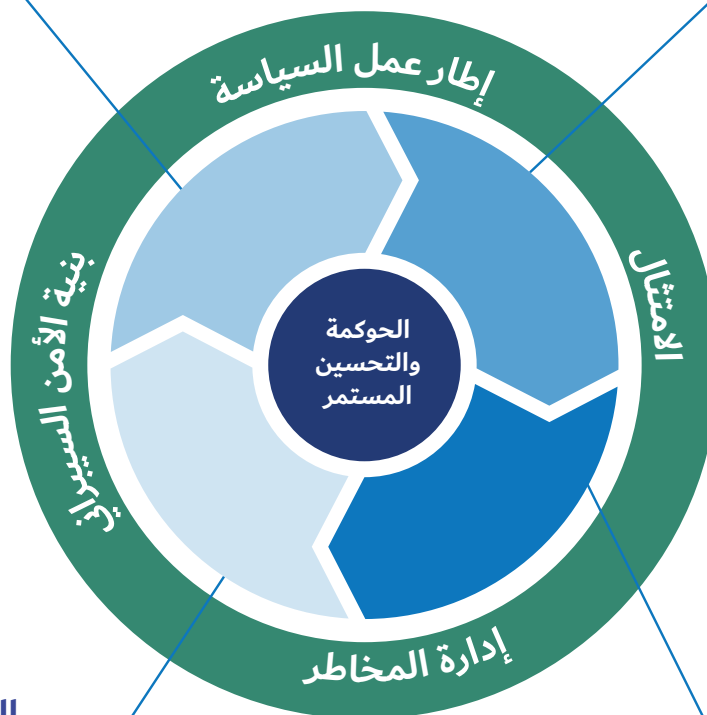 إطار عمل السياسة
الامتثال
بنية الأمن السيبراني
الحوكمة
والتحسين
المستمر
إدارة المخاطر